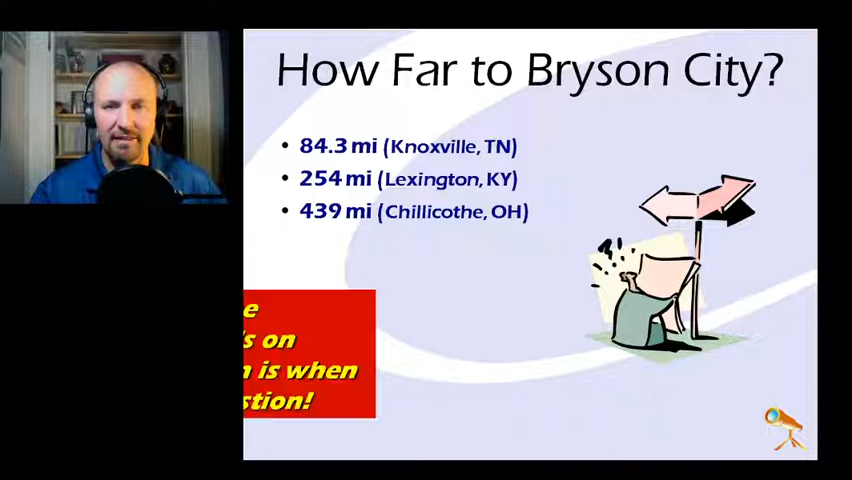 How Far to Bryson City?
• 84.3 mi (Knoxville, TN)
• 254 mi (Lexington, KY)
• 439 mi (Chillicothe, OH)
e
s on
n is when
stion!